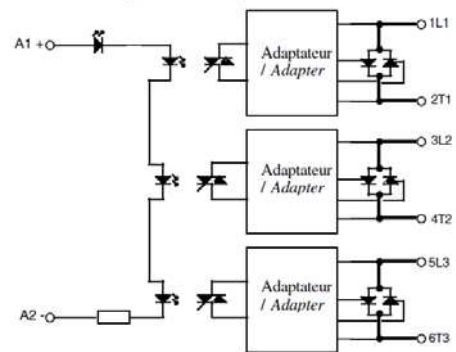 1L1
A1 +
Adaptateur
/ Adapter
2T1
3L2
Adaptateur
/ Adapter
4T2
5L3
Adaptateur
/ Adapter
A2 -
6T3